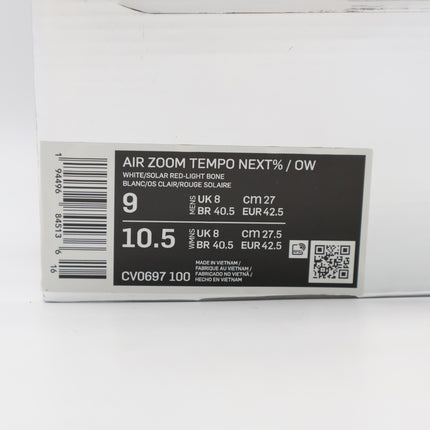 AIR ZOOM TEMPO NEXT% / OW
WHITE/SOLAR RED-LIGHT BONE
BLANC/OS CLAIR/ROUGE SOLAIRE
9 MENS UK 8 CM 27
BR 40.5 EUR 42.5
10.5 WMNS UK 8 CM 27.5
BR 40.5 EUR 42.5
CV0697 100
MADE IN VIETNAM /
FABRIQUE AU VIETNAM /
FABRICADO NO VIETNÃ /
HECHO EN VIETNAM
1 94496 84513 6
16